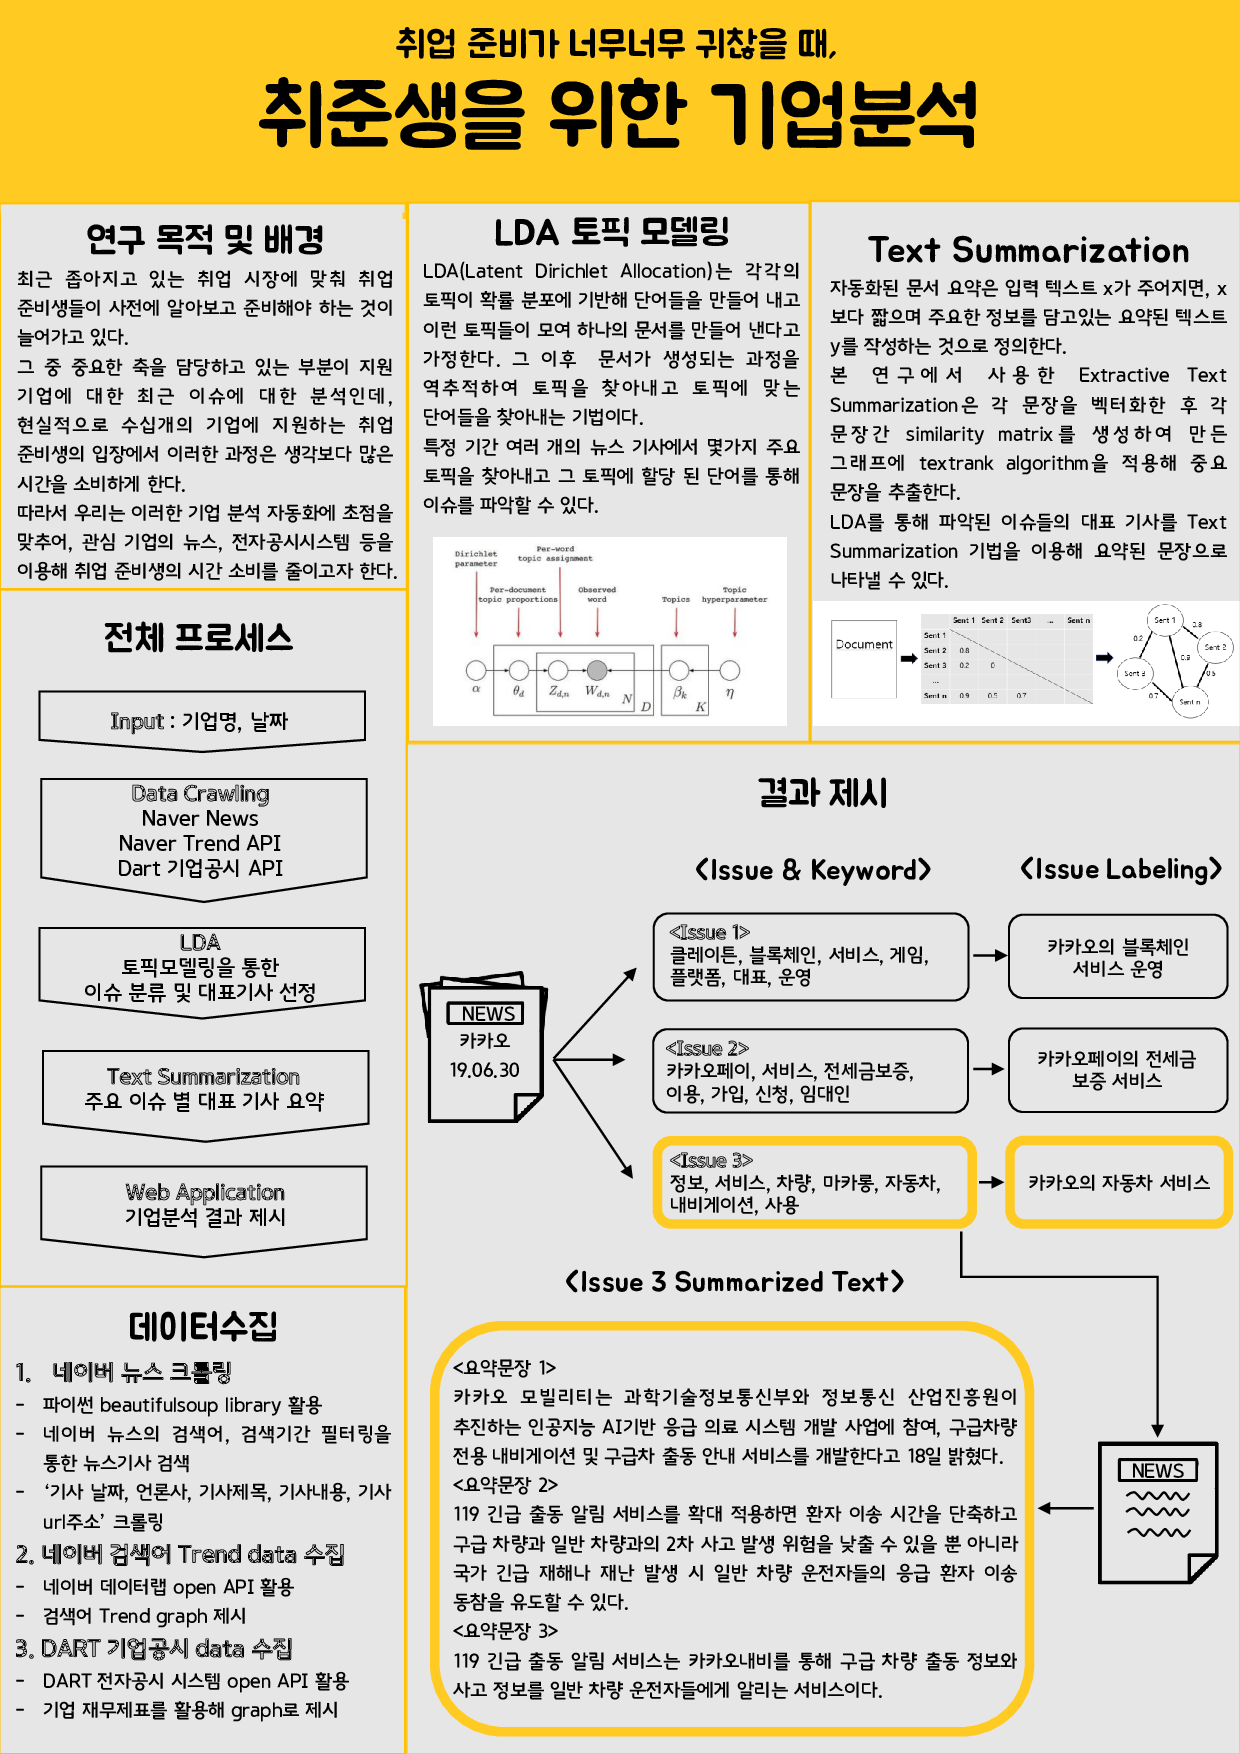 취업 준비가 너무너무 귀찮을 때,
취준생을 위한 기업분석
연구 목적 및 배경
최근 좁아지고 있는 취업 시장에 맞춰 취업
준비생들이 사전에 알아보고 준비해야 하는 것이
늘어가고 있다.
그 중 중요한 축을 담당하고 있는 부분이 지원
기업에 대한 최근 이슈에 대한 분석인데,
현실적으로 수십개의 기업에 지원하는 취업
준비생의 입장에서 이러한 과정은 생각보다 많은
시간을 소비하게 한다.
따라서 우리는 이러한 기업 분석 자동화에 초점을
맞추어, 관심 기업의 뉴스, 전자공시시스템 등을
이용해 취업 준비생의 시간 소비를 줄이고자 한다.
LDA 토픽 모델링
LDA(Latent Dirichlet Allocation)는 각각의
토픽이 확률 분포에 기반해 단어들을 만들어 내고
이런 토픽들이 모여 하나의 문서를 만들어 낸다고
가정한다. 그 이후 문서가 생성되는 과정을
역추적하여 토픽을 찾아내고 토픽에 맞는
단어들을 찾아내는 기법이다.
특정 기간 여러 개의 뉴스 기사에서 몇가지 주요
토픽을 찾아내고 그 토픽에 할당 된 단어를 통해
이슈를 파악할 수 있다.
Dirichlet
parameter
Per-word
topic assignment
Per-document
topic proportions
Observed
word
Topics
Topic
hyperparameter
α θd Zd,n Wd,n N D βk K η
Text Summarization
자동화된 문서 요약은 입력 텍스트 x가 주어지면, x
보다 짧으며 주요한 정보를 담고있는 요약된 텍스트
y를 작성하는 것으로 정의한다.
본 연구에서 사용한 Extractive Text
Summarization은 각 문장을 벡터화한 후 각
문장간 similarity matrix를 생성하여 만든
그래프에 textrank algorithm을 적용해 중요
문장을 추출한다.
LDA를 통해 파악된 이슈들의 대표 기사를 Text
Summarization 기법을 이용해 요약된 문장으로
나타낼 수 있다.
Document
Sent 1 Sent 2 Sent3 ... Sent n
Sent 1
Sent 2 0.8
Sent 3 0.2 0
...
Sent n 0.9 0.5 0.7
Sent 1
0.2
0.8
Sent 2
0.9
Sent 3
0.5
0.7
Sent n
전체 프로세스
Input : 기업명, 날짜
Data Crawling
Naver News
Naver Trend API
Dart 기업공시 API
LDA
토픽모델링을 통한
이슈 분류 및 대표기사 선정
Text Summarization
주요 이슈 별 대표 기사 요약
Web Application
기업분석 결과 제시
데이터수집
1. 네이버 뉴스 크롤링
- 파이썬 beautifulsoup library 활용
- 네이버 뉴스의 검색어, 검색기간 필터링을
통한 뉴스기사 검색
- ‘기사 날짜, 언론사, 기사제목, 기사내용, 기사
url주소’ 크롤링
2. 네이버 검색어 Trend data 수집
- 네이버 데이터랩 open API 활용
- 검색어 Trend graph 제시
3. DART 기업공시 data 수집
- DART 전자공시 시스템 open API 활용
- 기업 재무제표를 활용해 graph로 제시
결과 제시
<Issue & Keyword>
<Issue Labeling>
NEWS
카카오
19.06.30
<Issue 1>
클레이튼, 블록체인, 서비스, 게임,
플랫폼, 대표, 운영
카카오의 블록체인
서비스 운영
<Issue 2>
카카오페이, 서비스, 전세금보증,
이용, 가입, 신청, 임대인
카카오페이의 전세금
보증 서비스
<Issue 3>
정보, 서비스, 차량, 마카롱, 자동차,
내비게이션, 사용
카카오의 자동차 서비스
<Issue 3 Summarized Text>
<요약문장 1>
카카오 모빌리티는 과학기술정보통신부와 정보통신 산업진흥원이
추진하는 인공지능 AI기반 응급 의료 시스템 개발 사업에 참여, 구급차량
전용 내비게이션 및 구급차 출동 안내 서비스를 개발한다고 18일 밝혔다.
<요약문장 2>
119 긴급 출동 알림 서비스를 확대 적용하면 환자 이송 시간을 단축하고
구급 차량과 일반 차량과의 2차 사고 발생 위험을 낮출 수 있을 뿐 아니라
국가 긴급 재해나 재난 발생 시 일반 차량 운전자들의 응급 환자 이송
동참을 유도할 수 있다.
<요약문장 3>
119 긴급 출동 알림 서비스는 카카오내비를 통해 구급 차량 출동 정보와
사고 정보를 일반 차량 운전자들에게 알리는 서비스이다.
NEWS